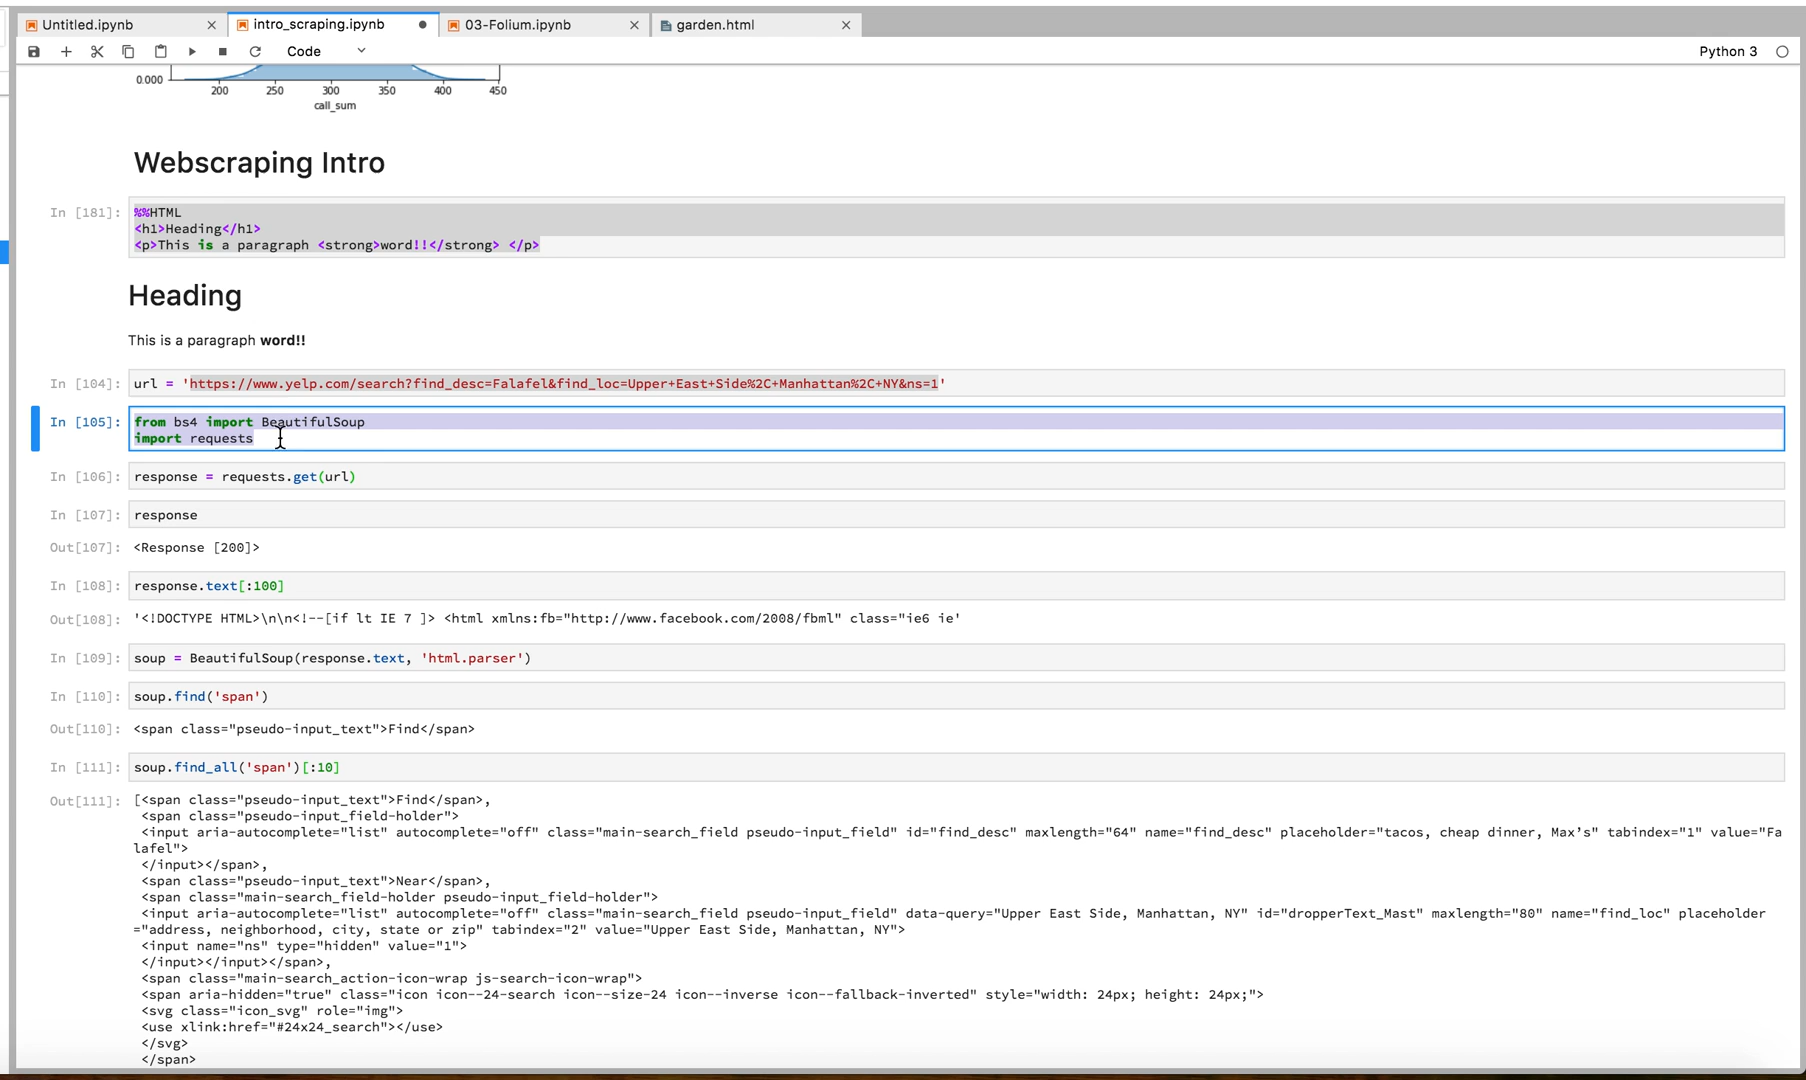 Untitled.ipynb
intro_scraping.ipynb
03-Folium.ipynb
garden.html
Code
Python 3
0.000
200 250 300 350 400 450
call_sum
Webscraping Intro
In [181]: %%HTML
<h1>Heading</h1>
<p>This is a paragraph <strong>word!!</strong> </p>
Heading
This is a paragraph word!!
In [104]: url = 'https://www.yelp.com/search?find_desc=Falafel&find_loc=Upper+East+Side%2C+Manhattan%2C+NY&ns=1'
In [105]: from bs4 import BeautifulSoup
import requests
In [106]: response = requests.get(url)
In [107]: response
Out[107]: <Response [200]>
In [108]: response.text[:100]
Out[108]: '<!DOCTYPE HTML>\n\n<!--[if lt IE 7 ]> <html xmlns:fb="http://www.facebook.com/2008/fbml" class="ie6 ie'
In [109]: soup = BeautifulSoup(response.text, 'html.parser')
In [110]: soup.find('span')
Out[110]: <span class="pseudo-input_text">Find</span>
In [111]: soup.find_all('span')[:10]
Out[111]: [<span class="pseudo-input_text">Find</span>,
<span class="pseudo-input_field-holder">
<input aria-autocomplete="list" autocomplete="off" class="main-search_field pseudo-input_field" id="find_desc" maxlength="64" name="find_desc" placeholder="tacos, cheap dinner, Max’s" tabindex="1" value="Fa
lafel">
</input></span>,
<span class="pseudo-input_text">Near</span>,
<span class="main-search_field-holder pseudo-input_field-holder">
<input aria-autocomplete="list" autocomplete="off" class="main-search_field pseudo-input_field" data-query="Upper East Side, Manhattan, NY" id="dropperText_Mast" maxlength="80" name="find_loc" placeholder
="address, neighborhood, city, state or zip" tabindex="2" value="Upper East Side, Manhattan, NY">
<input name="ns" type="hidden" value="1">
</input></input></span>,
<span class="main-search_action-icon-wrap js-search-icon-wrap">
<span aria-hidden="true" class="icon icon--24-search icon--size-24 icon--inverse icon--fallback-inverted" style="width: 24px; height: 24px;">
<svg class="icon_svg" role="img">
<use xlink:href="#24x24_search"></use>
</svg>
</span>